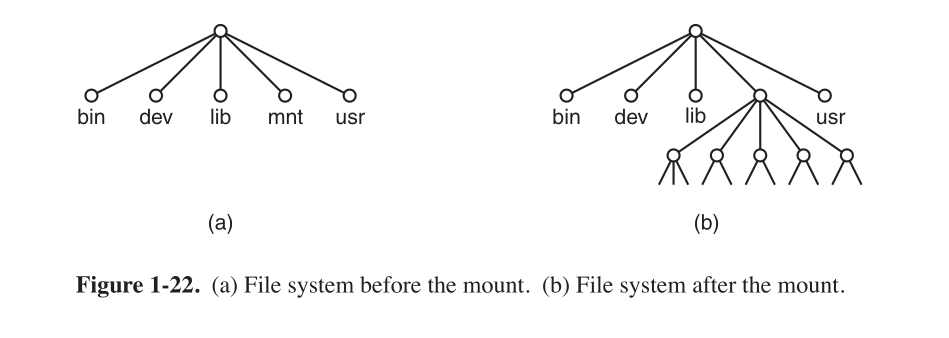 bin dev lib mnt usr
bin dev lib usr
(a)
(b)
Figure 1-22. (a) File system before the mount. (b) File system after the mount.